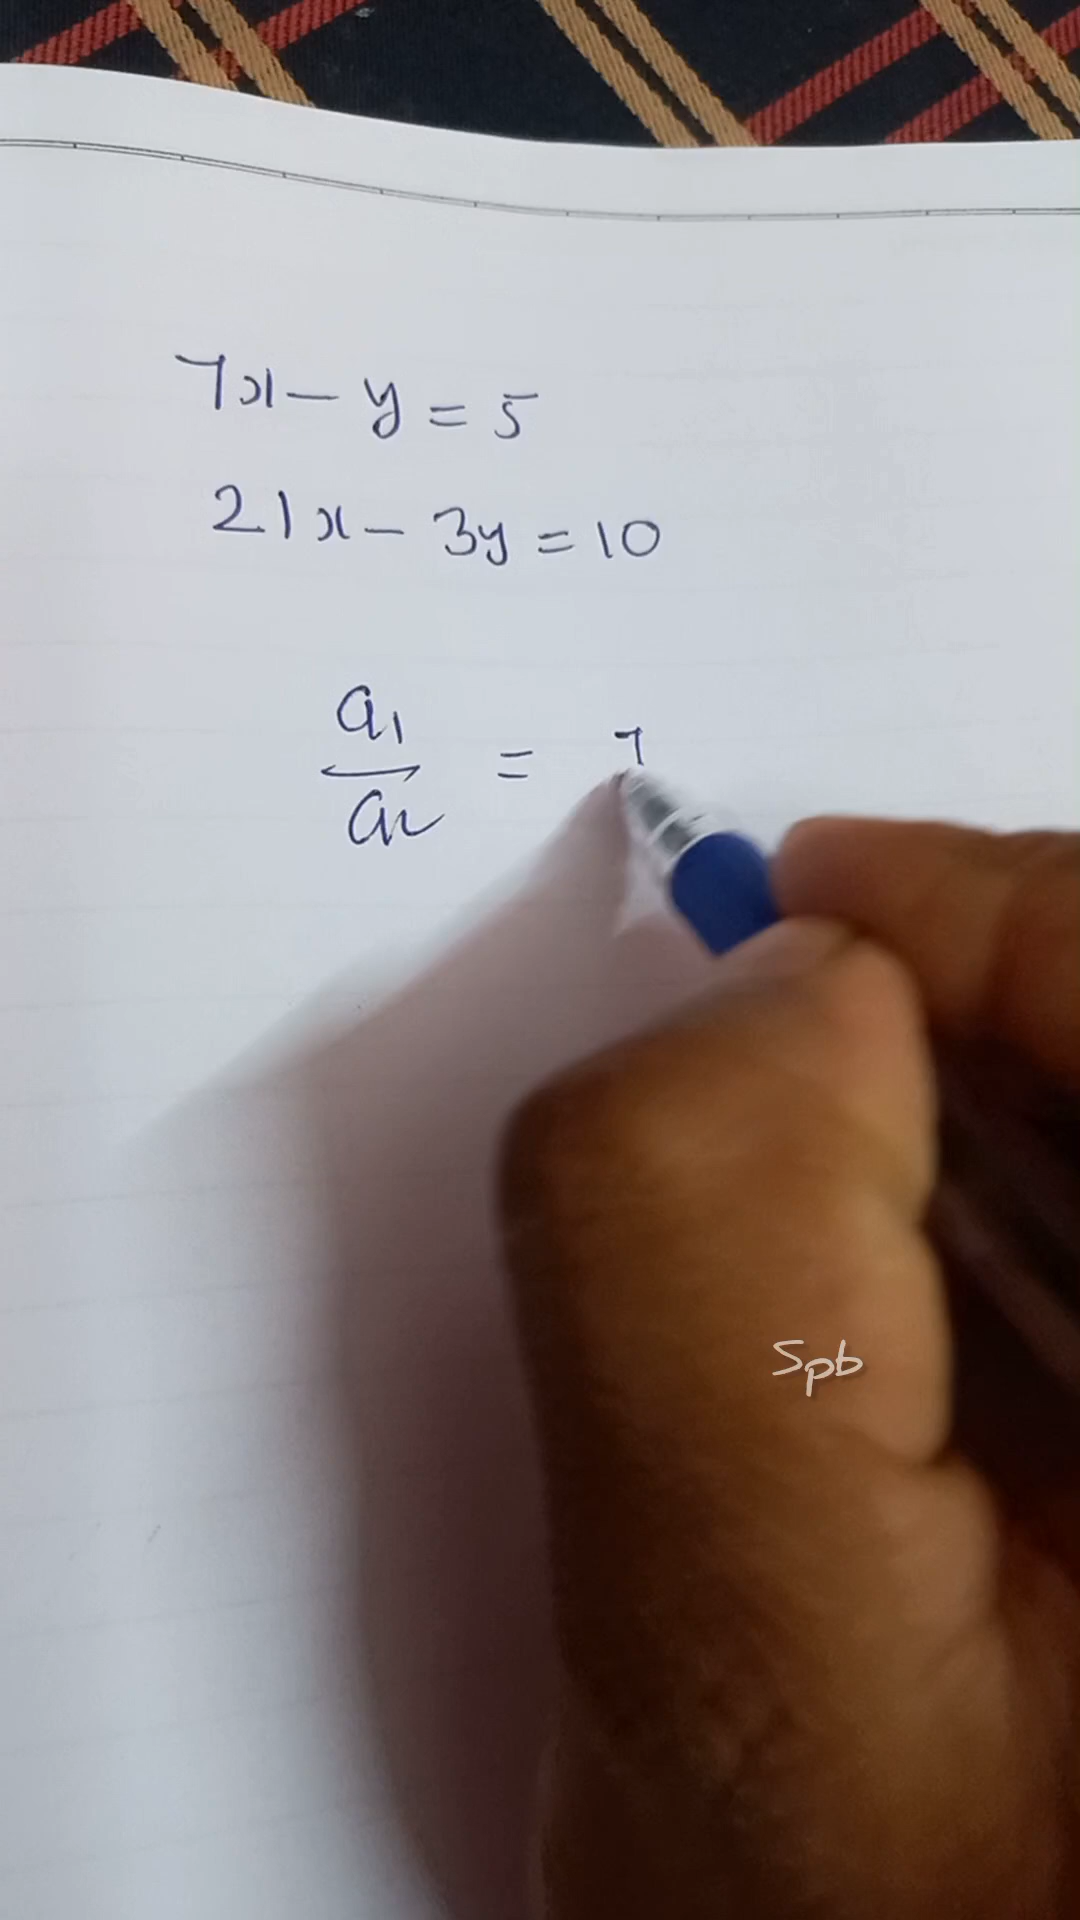 7x - y = 5
21x - 3y = 10
a1/a2 = 7
Spb